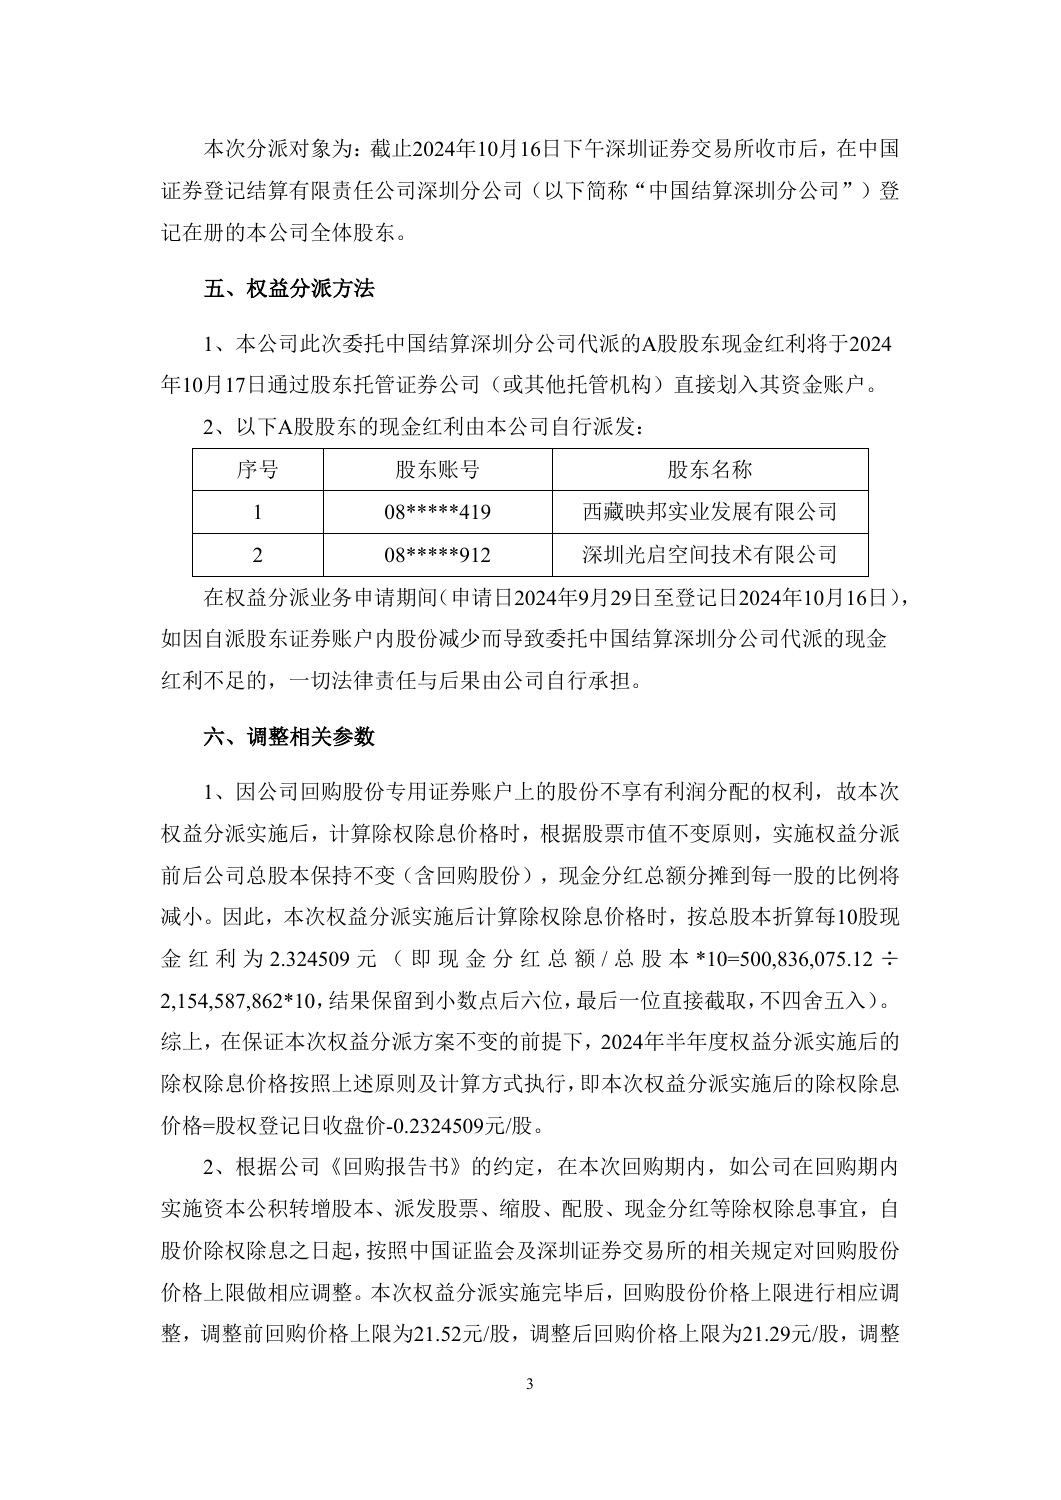 本次分派对象为：截止2024年10月16日下午深圳证券交易所收市后，在中国
证券登记结算有限责任公司深圳分公司（以下简称“中国结算深圳分公司”）登
记在册的本公司全体股东。
五、权益分派方法
1、本公司此次委托中国结算深圳分公司代派的A股股东现金红利将于2024
年10月17日通过股东托管证券公司（或其他托管机构）直接划入其资金账户。
2、以下A股股东的现金红利由本公司自行派发：
序号 股东账号 股东名称
1 08*****419 西藏映邦实业发展有限公司
2 08*****912 深圳光启空间技术有限公司
在权益分派业务申请期间（申请日2024年9月29日至登记日2024年10月16日），
如因自派股东证券账户内股份减少而导致委托中国结算深圳分公司代派的现金
红利不足的，一切法律责任与后果由公司自行承担。
六、调整相关参数
1、因公司回购股份专用证券账户上的股份不享有利润分配的权利，故本次
权益分派实施后，计算除权除息价格时，根据股票市值不变原则，实施权益分派
前后公司总股本保持不变（含回购股份），现金分红总额分摊到每一股的比例将
减小。因此，本次权益分派实施后计算除权除息价格时，按总股本折算每10股现
金红利为2.324509元（即现金分红总额/总股本*10=500,836,075.12÷
2,154,587,862*10，结果保留到小数点后六位，最后一位直接截取，不四舍五入）。
综上，在保证本次权益分派方案不变的前提下，2024年半年度权益分派实施后的
除权除息价格按照上述原则及计算方式执行，即本次权益分派实施后的除权除息
价格=股权登记日收盘价-0.2324509元/股。
2、根据公司《回购报告书》的约定，在本次回购期内，如公司在回购期内
实施资本公积转增股本、派发股票、缩股、配股、现金分红等除权除息事宜，自
股价除权除息之日起，按照中国证监会及深圳证券交易所的相关规定对回购股份
价格上限做相应调整。本次权益分派实施完毕后，回购股份价格上限进行相应调
整，调整前回购价格上限为21.52元/股，调整后回购价格上限为21.29元/股，调整
3